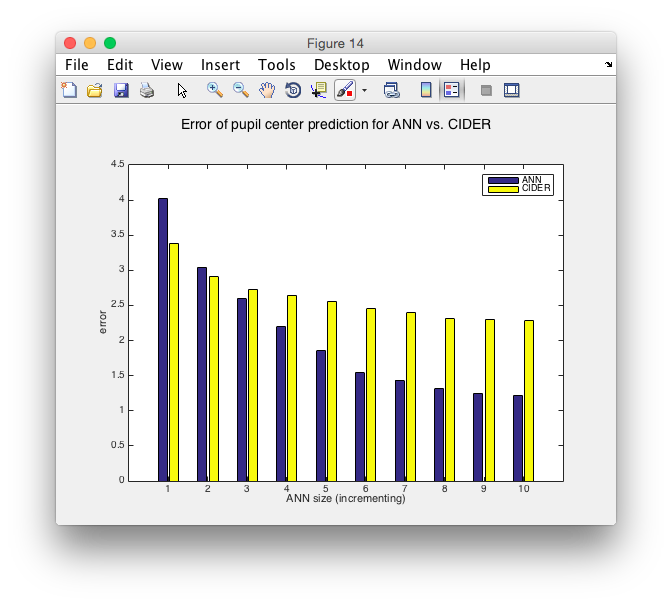 Figure 14
File Edit View Insert Tools Desktop Window Help
Error of pupil center prediction for ANN vs. CIDER
4.5
4
3.5
3
2.5
2
1.5
1
0.5
0
error
ANN
CIDER
1 2 3 4 5 6 7 8 9 10
ANN size (incrementing)